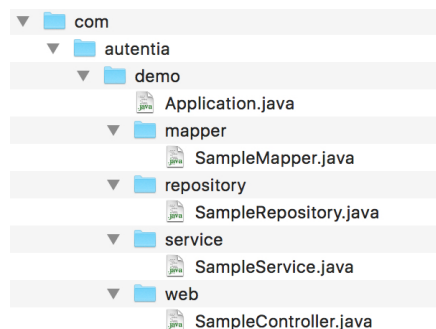 com
autentia
demo
Application.java
mapper
SampleMapper.java
repository
SampleRepository.java
service
SampleService.java
web
SampleController.java